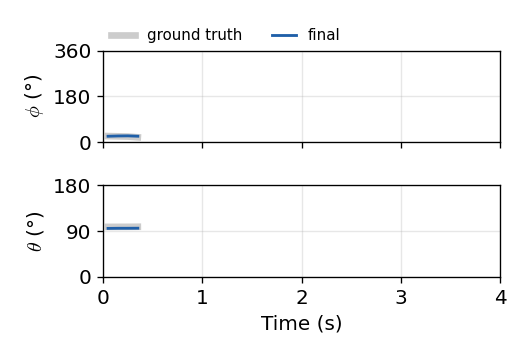 ground truth final
360
180
0
ϕ (°)
180
90
0
θ (°)
0 1 2 3 4
Time (s)